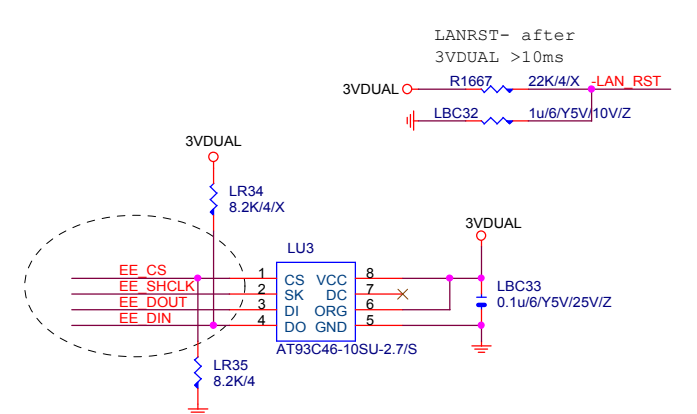 LANRST- after
3VDUAL >10ms
3VDUAL R1667 22K/4/X -LAN_RST
LBC32 1u/6/Y5V/10V/Z
3VDUAL
LR34
8.2K/4/X
3VDUAL
LU3
EE_CS 1 CS VCC 8
EE_SHCLK 2 SK DC 7
EE_DOUT 3 DI ORG 6
EE_DIN 4 DO GND 5
LBC33
0.1u/6/Y5V/25V/Z
AT93C46-10SU-2.7/S
LR35
8.2K/4